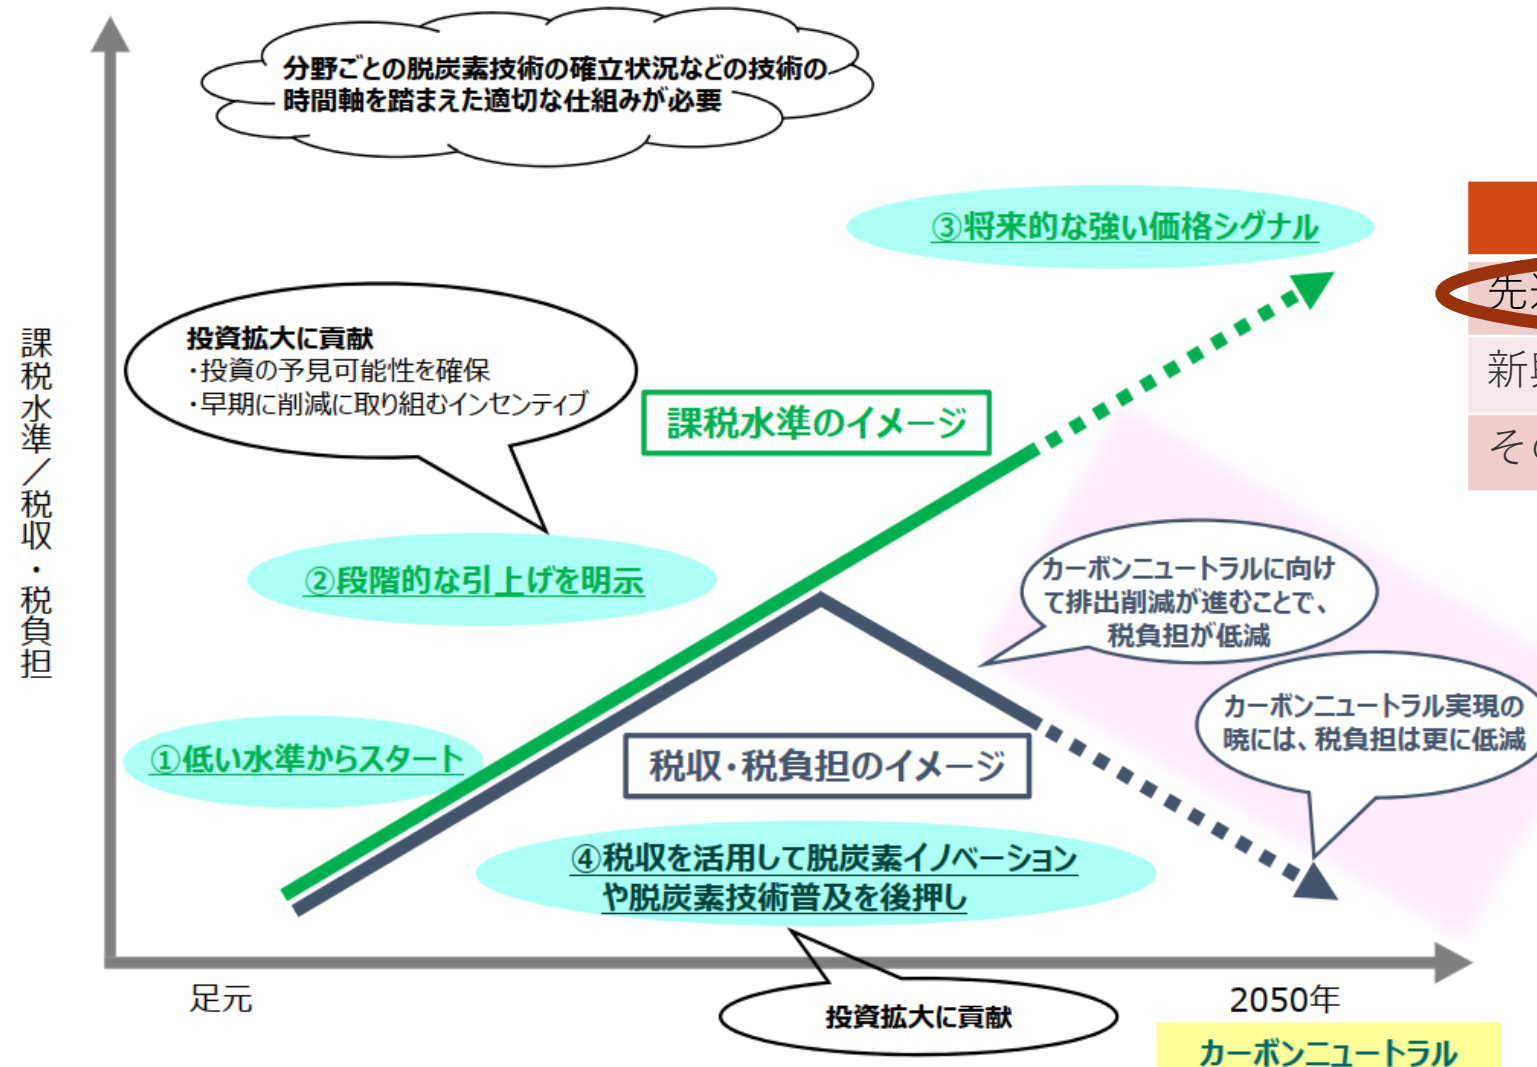 分野ごとの脱炭素技術の確立状況などの技術の
時間軸を踏まえた適切な仕組みが必要
③将来的な強い価格シグナル
投資拡大に貢献
・投資の予見可能性を確保
・早期に削減に取り組むインセンティブ
課税水準のイメージ
課税水準／税収・税負担
②段階的な引上げを明示
カーボンニュートラルに向け
て排出削減が進むことで、
税負担が低減
カーボンニュートラル実現の
暁には、税負担は更に低減
①低い水準からスタート
税収・税負担のイメージ
④税収を活用して脱炭素イノベーション
や脱炭素技術普及を後押し
足元
投資拡大に貢献
2050年
カーボンニュートラル